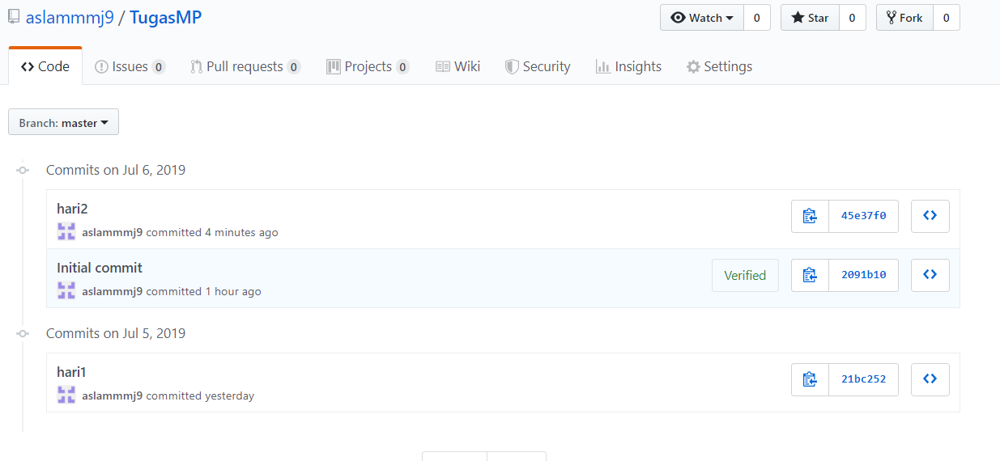 aslammmj9 / TugasMP
Watch 0 Star 0 Fork 0
Code Issues 0 Pull requests 0 Projects 0 Wiki Security Insights Settings
Branch: master
Commits on Jul 6, 2019
hari2
45e37f0
aslammmj9 committed 4 minutes ago
Initial commit
Verified 2091b10
aslammmj9 committed 1 hour ago
Commits on Jul 5, 2019
hari1
21bc252
aslammmj9 committed yesterday